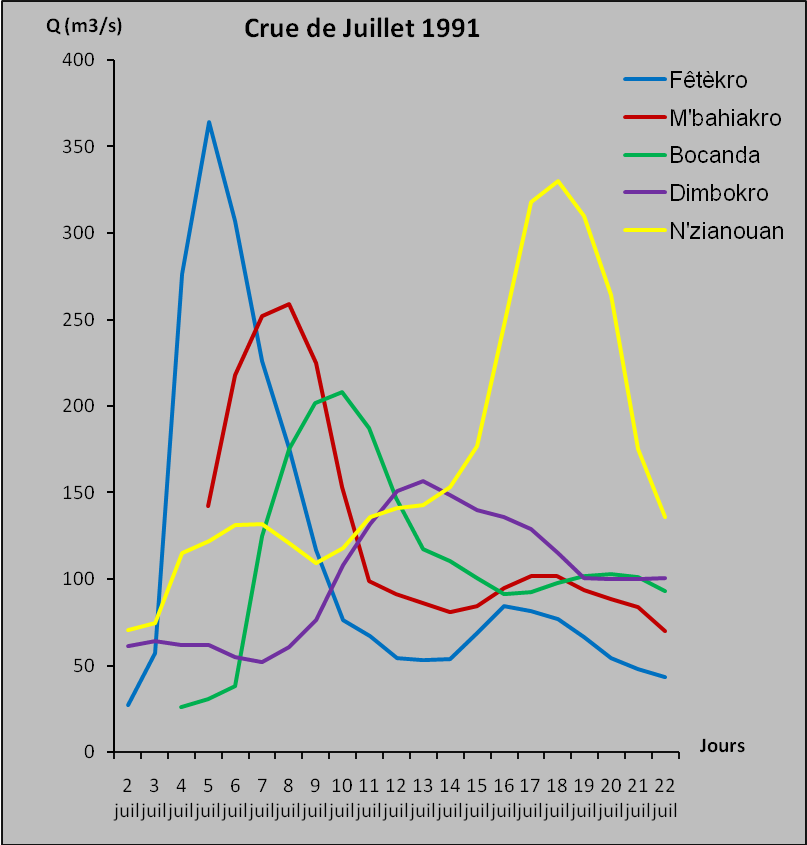 Q (m3/s)
Crue de Juillet 1991
400
350
300
250
200
150
100
50
0
Fêtèkro
M'bahiakro
Bocanda
Dimbokro
N'zianouan
Jours
2 3 4 5 6 7 8 9 10 11 12 13 14 15 16 17 18 19 20 21 22
juil juil juil juil juil juil juil juil juil juil juil juil juil juil juil juil juil juil juil juil juil